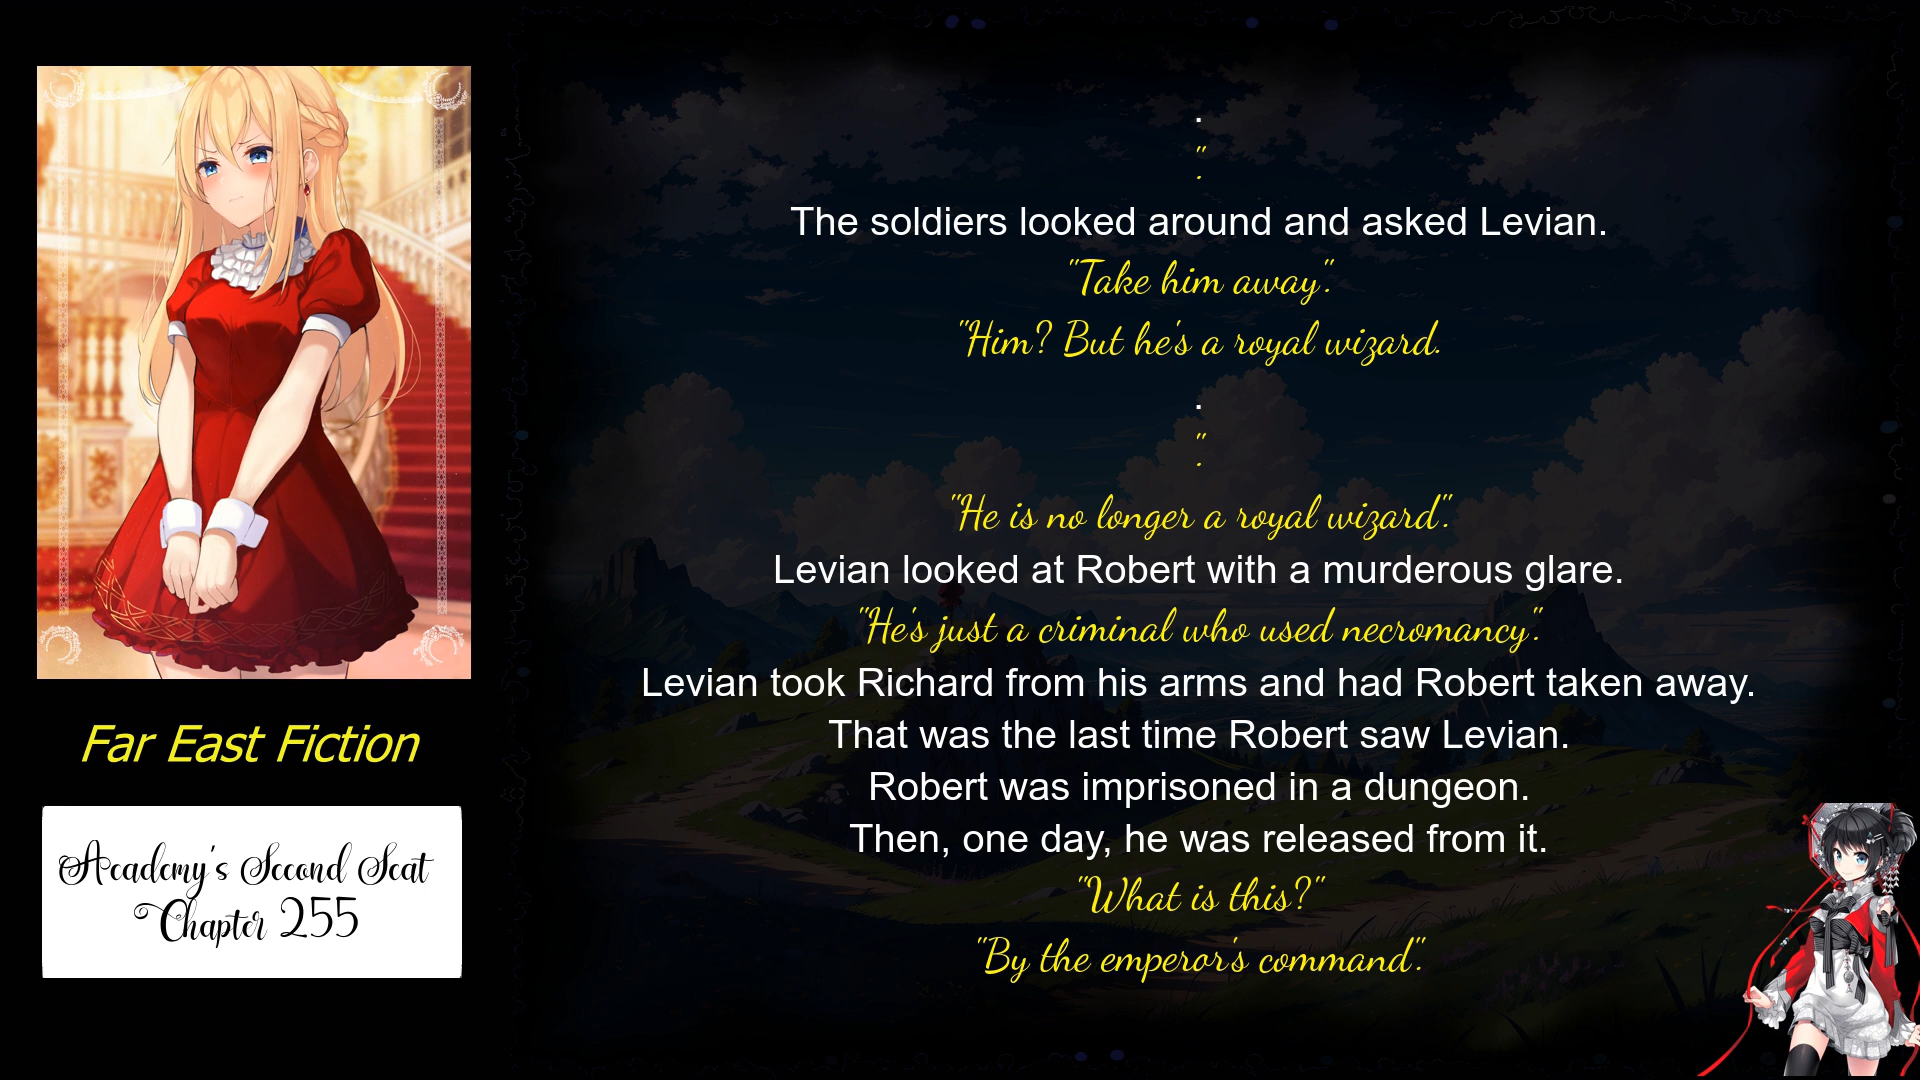 Far East Fiction
Academy's Second Seat
Chapter 255
.
".
The soldiers looked around and asked Levian.
"Take him away".
"Him? But he's a royal wizard.
.
".
"He is no longer a royal wizard".
Levian looked at Robert with a murderous glare.
"He's just a criminal who used necromancy".
Levian took Richard from his arms and had Robert taken away.
That was the last time Robert saw Levian.
Robert was imprisoned in a dungeon.
Then, one day, he was released from it.
"What is this?"
"By the emperor's command".